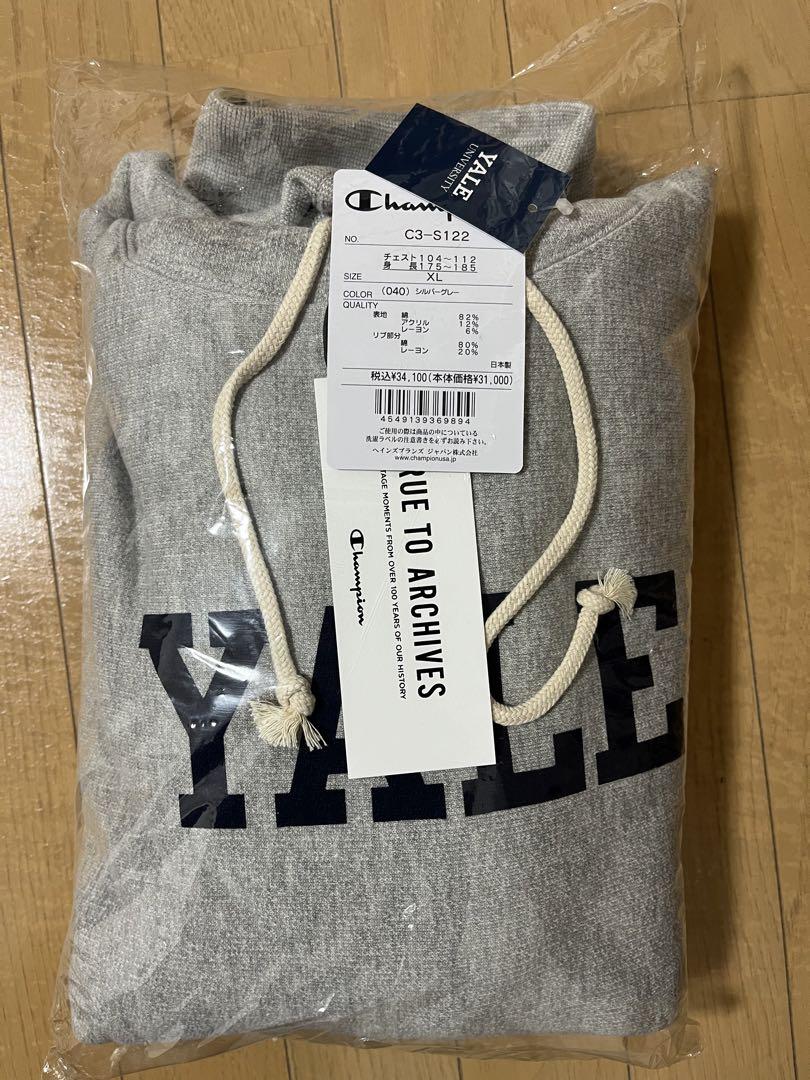 YALE
UNIVERSITY
Champ
NO. C3-S122
チェスト104~112
身 長175~185
SIZE XL
COLOR (040) シルバーグレー
QUALITY
表地 綿 82%
アクリル 12%
レーヨン 6%
リブ部分
綿 80%
レーヨン 20%
日本製
税込¥34,100(本体価格¥31,000)
4549139369894
ご使用の際は商品の中についている
洗濯ラベルの注意書きを必ずお読み下さい。
ヘインズブランズ ジャパン株式会社
www.championusa.jp
RUE TO ARCHIVES
TAGE MOMENTS FROM OVER 100 YEARS OF OUR HISTORY
Champion
YALE